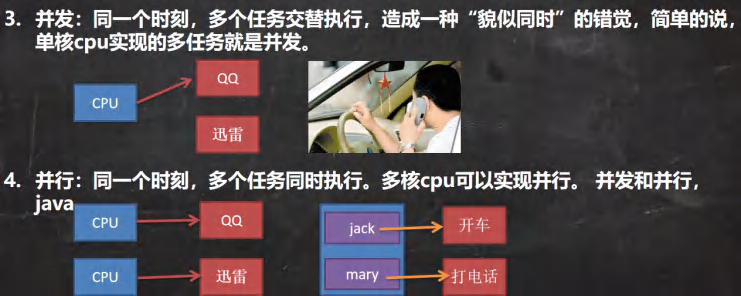 3. 并发：同一个时刻，多个任务交替执行，造成一种“貌似同时”的错觉，简单的说，
单核cpu实现的多任务就是并发。
QQ
CPU
迅雷
4. 并行：同一个时刻，多个任务同时执行。多核cpu可以实现并行。 并发和并行，
java
CPU
QQ
jack
开车
CPU
迅雷
mary
打电话